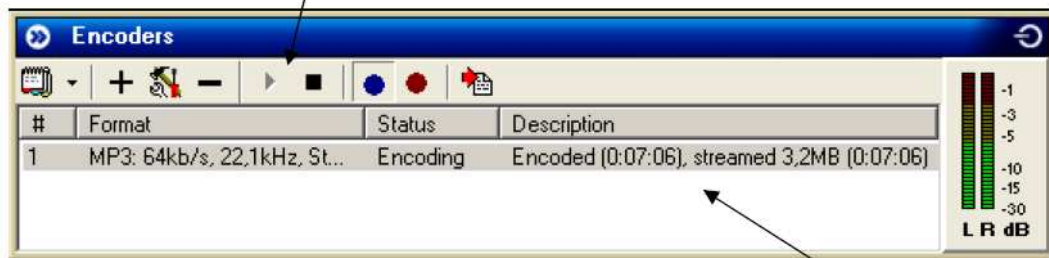 Encoders
# Format Status Description
1 MP3: 64kb/s, 22,1kHz, St... Encoding Encoded (0:07:06), streamed 3,2MB (0:07:06)
-1
-3
-5
-10
-15
-30
L R dB